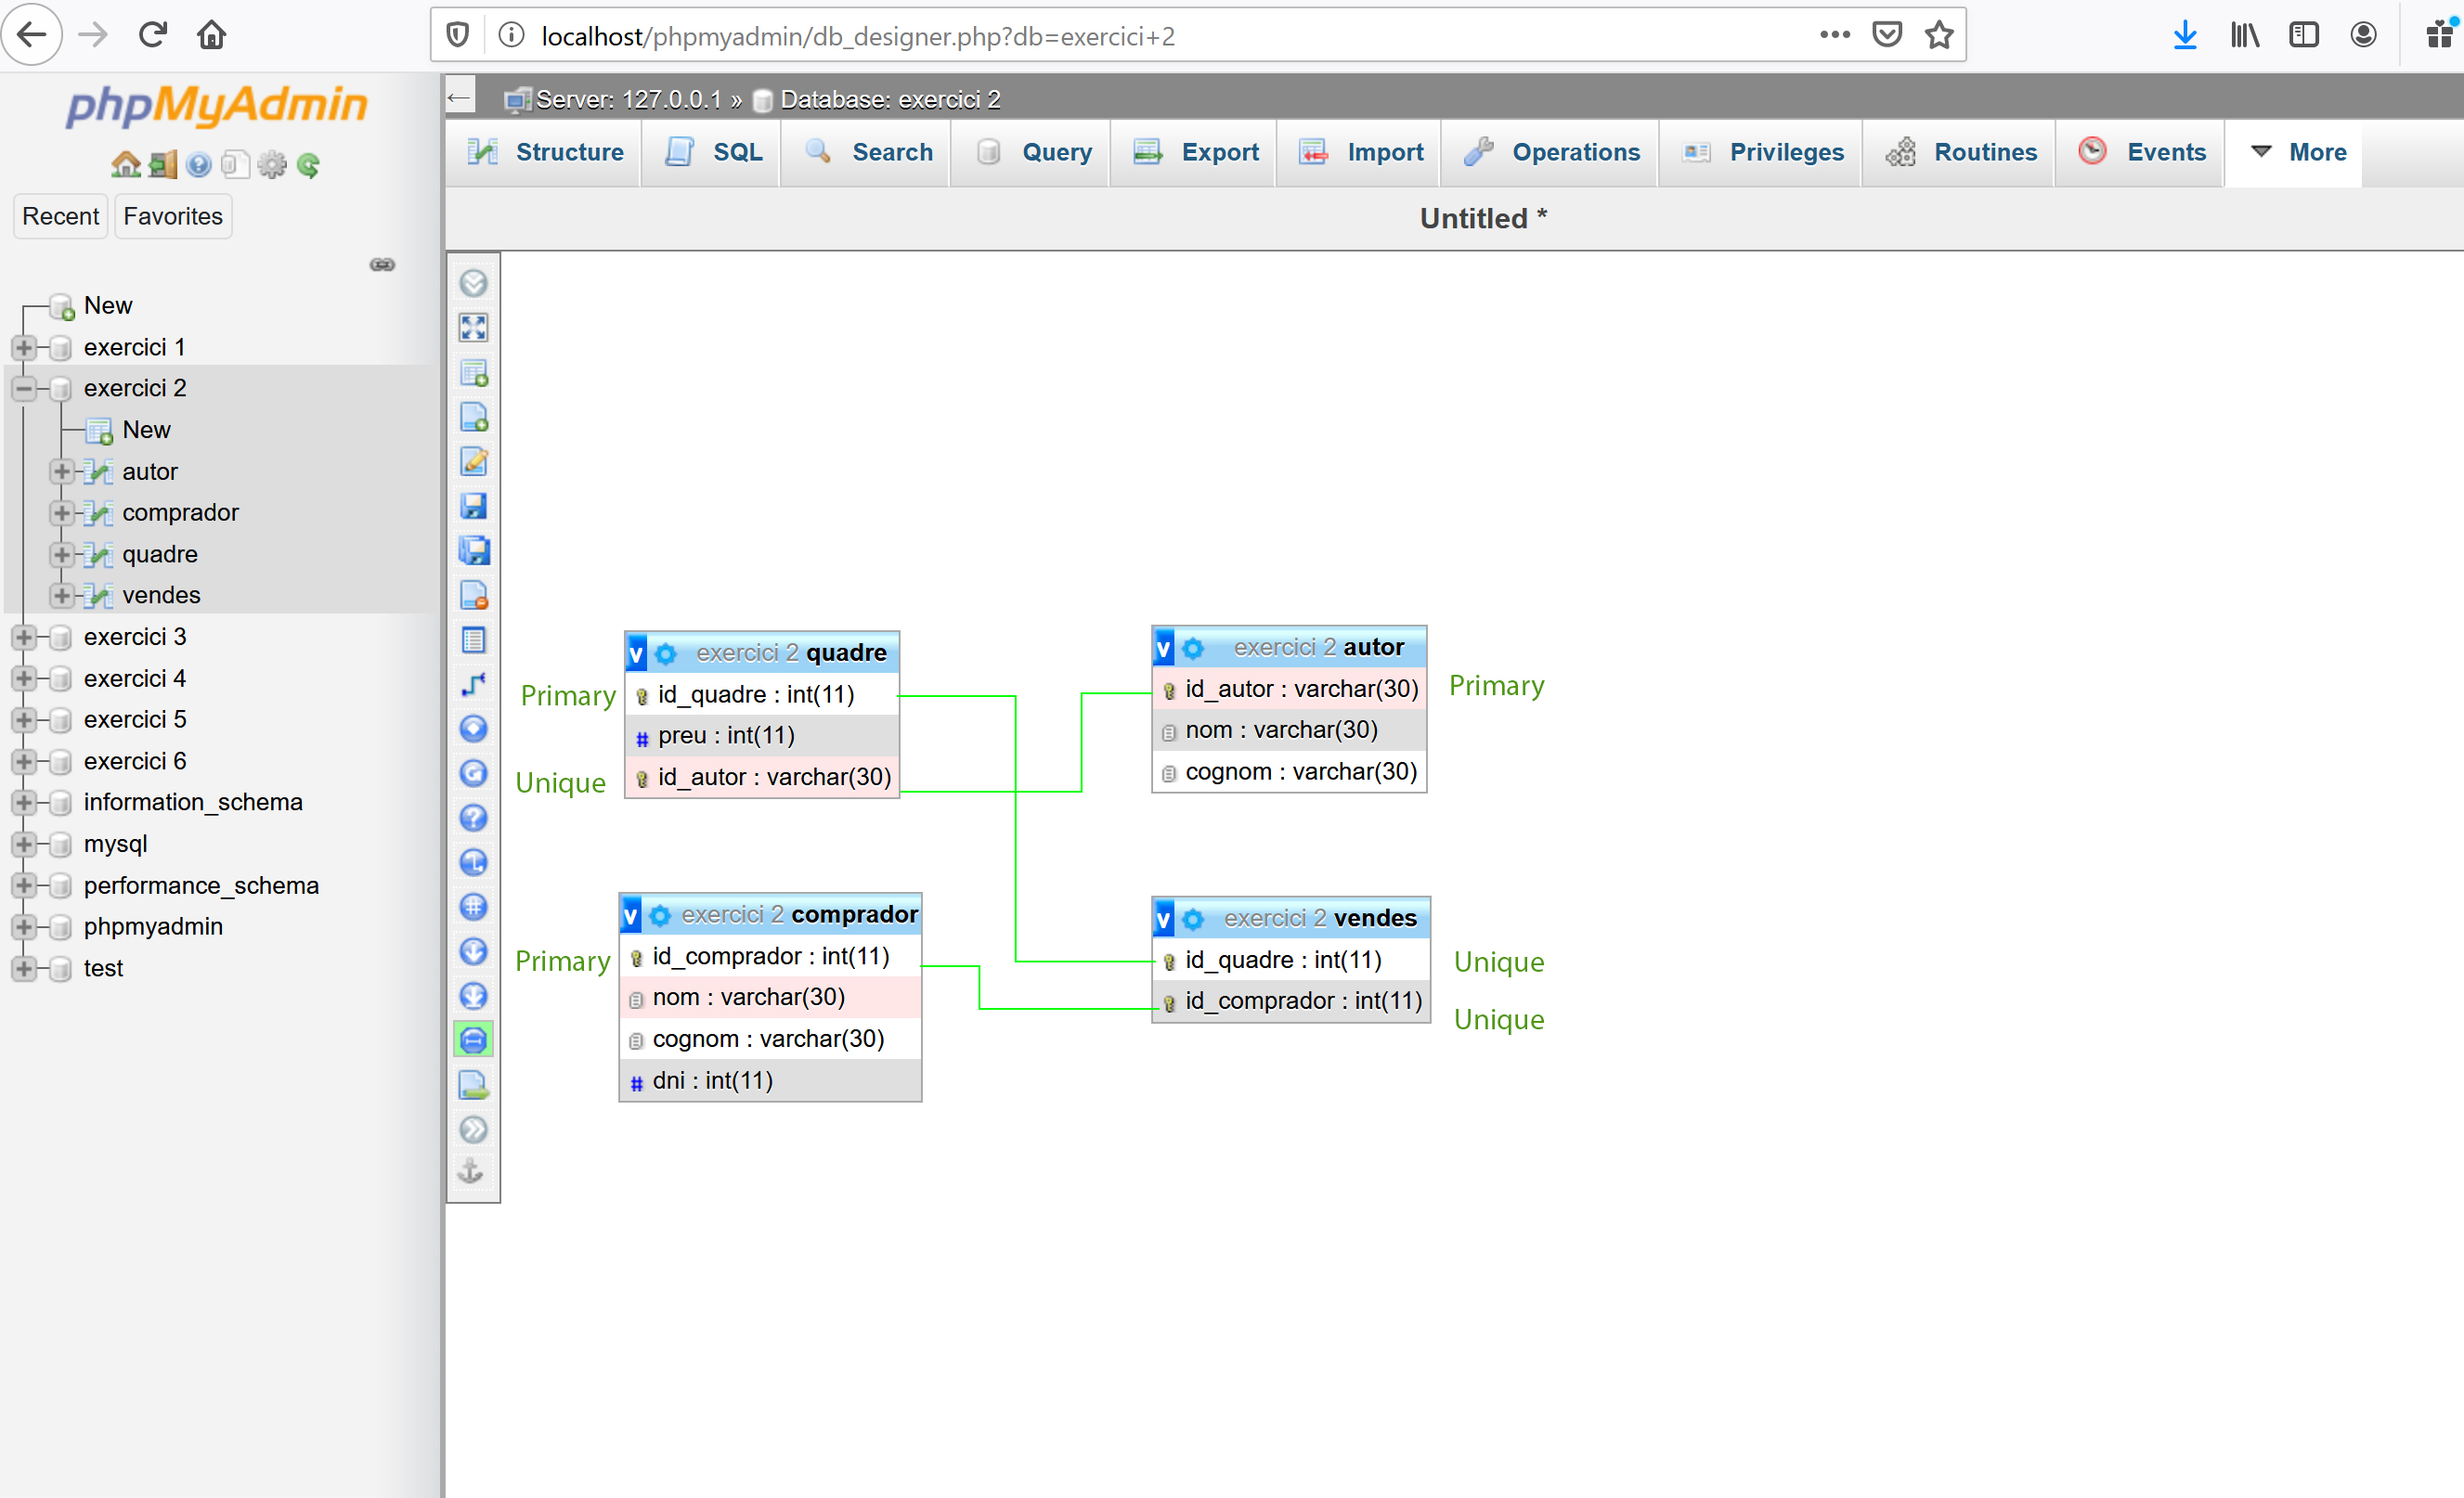 localhost/phpmyadmin/db_designer.php?db=exercici+2
phpMyAdmin
Recent Favorites
New
exercici 1
exercici 2
New
autor
comprador
quadre
vendes
exercici 3
exercici 4
exercici 5
exercici 6
information_schema
mysql
performance_schema
phpmyadmin
test
Server: 127.0.0.1 » Database: exercici 2
Structure SQL Search Query Export Import Operations Privileges Routines Events More
Untitled *
v exercici 2 quadre
Primary id_quadre : int(11)
# preu : int(11)
Unique id_autor : varchar(30)
v exercici 2 autor
id_autor : varchar(30) Primary
nom : varchar(30)
cognom : varchar(30)
v exercici 2 comprador
Primary id_comprador : int(11)
nom : varchar(30)
cognom : varchar(30)
# dni : int(11)
v exercici 2 vendes
id_quadre : int(11) Unique
id_comprador : int(11) Unique